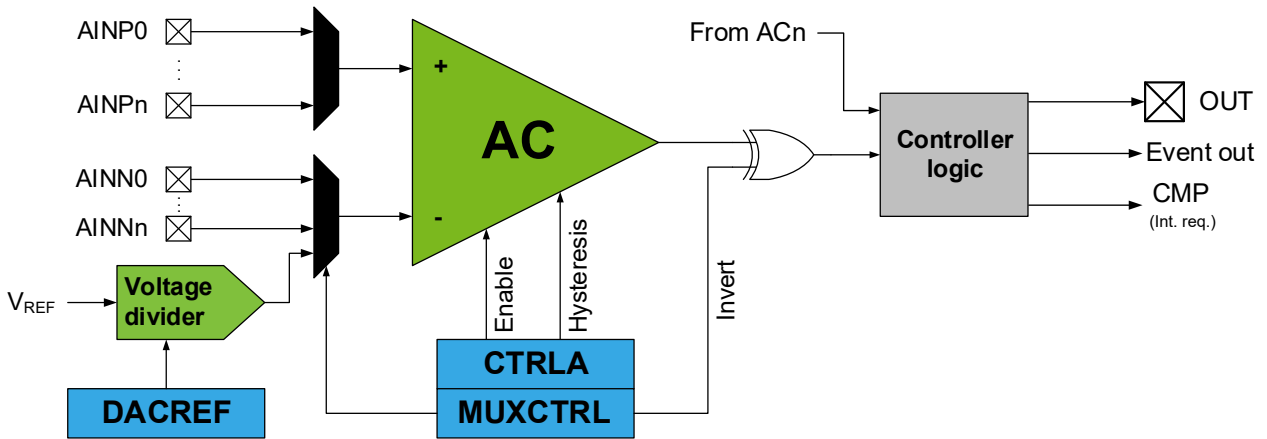 AINP0
AINPn
AINN0
AINNn
VREF
Voltage
divider
DACREF
+
AC
-
Enable
Hysteresis
Invert
CTRLA
MUXCTRL
From ACn
Controller
logic
OUT
Event out
CMP
(Int. req.)